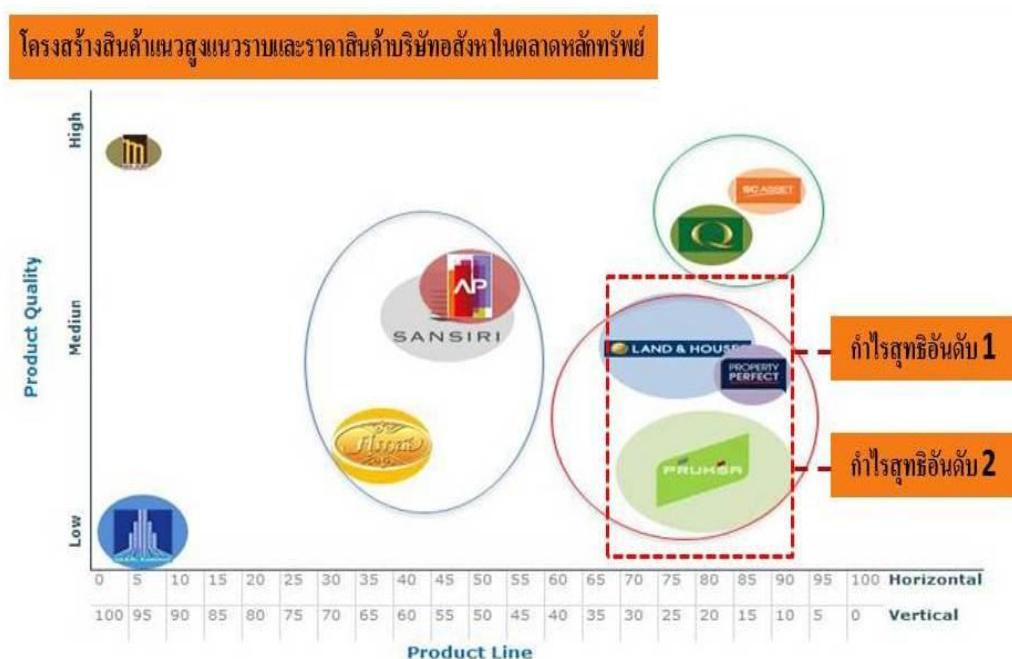 โครงสร้างสินค้าแนวสูงแนวราบและราคาสินค้าบริษัทอสังหาในตลาดหลักทรัพย์
High
SC ASSET
Q
Product Quality
Mediun
AP
SANSIRI
LAND & HOUSES
กำไรสุทธิอันดับ 1
PROPERTY
PERFECT
ศุภาลัย
PRUKSA
กำไรสุทธิอันดับ 2
Low
0 5 10 15 20 25 30 35 40 45 50 55 60 65 70 75 80 85 90 95 100 Horizontal
100 95 90 85 80 75 70 65 60 55 50 45 40 35 30 25 20 15 10 5 0 Vertical
Product Line